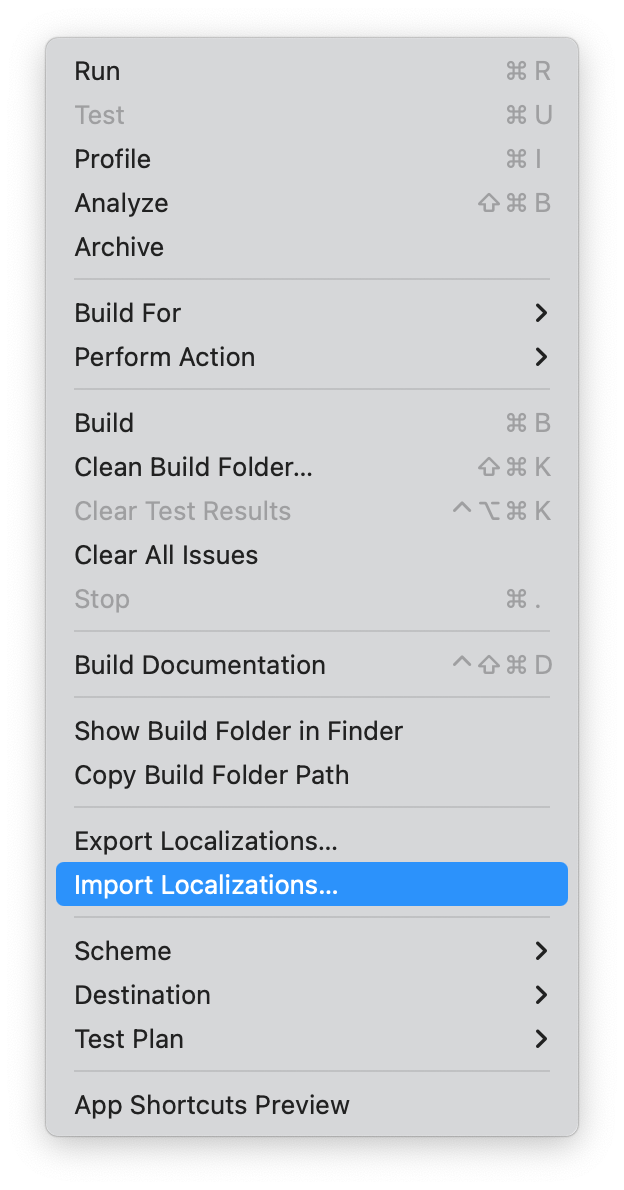 Run ⌘ R
Test ⌘ U
Profile ⌘ I
Analyze ⇧ ⌘ B
Archive
Build For
Perform Action
Build ⌘ B
Clean Build Folder... ⇧ ⌘ K
Clear Test Results ^ ⌥ ⌘ K
Clear All Issues
Stop ⌘ .
Build Documentation ^ ⇧ ⌘ D
Show Build Folder in Finder
Copy Build Folder Path
Export Localizations...
Import Localizations...
Scheme
Destination
Test Plan
App Shortcuts Preview